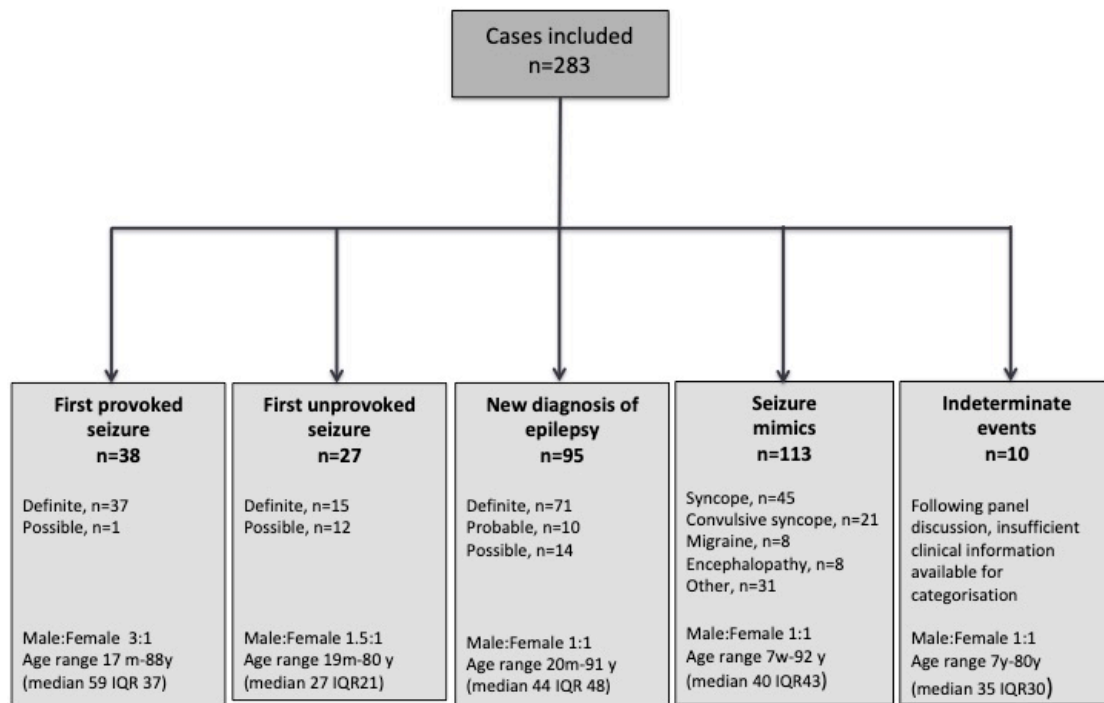 Cases included
n=283
First provoked
seizure
n=38
Definite, n=37
Possible, n=1
Male:Female 3:1
Age range 17 m-88y
(median 59 IQR 37)
First unprovoked
seizure
n=27
Definite, n=15
Possible, n=12
Male:Female 1.5:1
Age range 19m-80 y
(median 27 IQR21)
New diagnosis of
epilepsy
n=95
Definite, n=71
Probable, n=10
Possible, n=14
Male:Female 1:1
Age range 20m-91 y
(median 44 IQR 48)
Seizure
mimics
n=113
Syncope, n=45
Convulsive syncope, n=21
Migraine, n=8
Encephalopathy, n=8
Other, n=31
Male:Female 1:1
Age range 7w-92 y
(median 40 IQR43)
Indeterminate
events
n=10
Following panel
discussion, insufficient
clinical information
available for
categorisation
Male:Female 1:1
Age range 7y-80y
(median 35 IQR30)